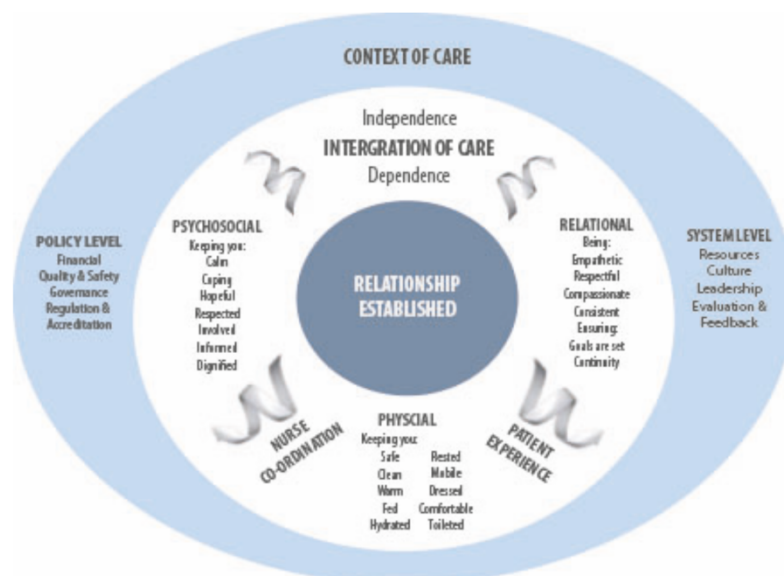 CONTEXT OF CARE
Independence
INTERGRATION OF CARE
Dependence
POLICY LEVEL
Financial
Quality & Safety
Governance
Regulation &
Accreditation
PSYCHOSOCIAL
Keeping you:
Calm
Coping
Hopeful
Respected
Involved
Informed
Dignified
RELATIONSHIP
ESTABLISHED
RELATIONAL
Being:
Empathetic
Respectful
Compassionate
Consistent
Ensuring:
Goals are set
Continuity
SYSTEM LEVEL
Resources
Culture
Leadership
Evaluation &
Feedback
NURSE
CO-ORDINATION
PHYSCIAL
Keeping you:
Safe Rested
Clean Mobile
Warm Dressed
Fed Comfortable
Hydrated Toileted
PATIENT
EXPERIENCE